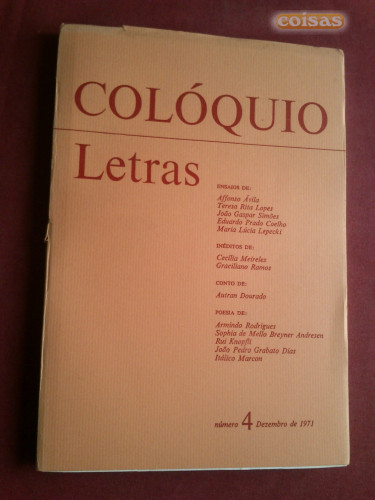 coisas
COLÓQUIO
Letras
ENSAIOS DE:
Affonso Ávila
Teresa Rita Lopes
João Gaspar Simões
Eduardo Prado Coelho
Maria Lúcia Lepecki
INÉDITOS DE:
Cecília Meireles
Graciliano Ramos
CONTO DE:
Autran Dourado
POESIA DE:
Armindo Rodrigues
Sophia de Mello Breyner Andresen
Rui Knopfli
João Pedro Grabato Dias
Itálico Marcon
número 4 Dezembro de 1971